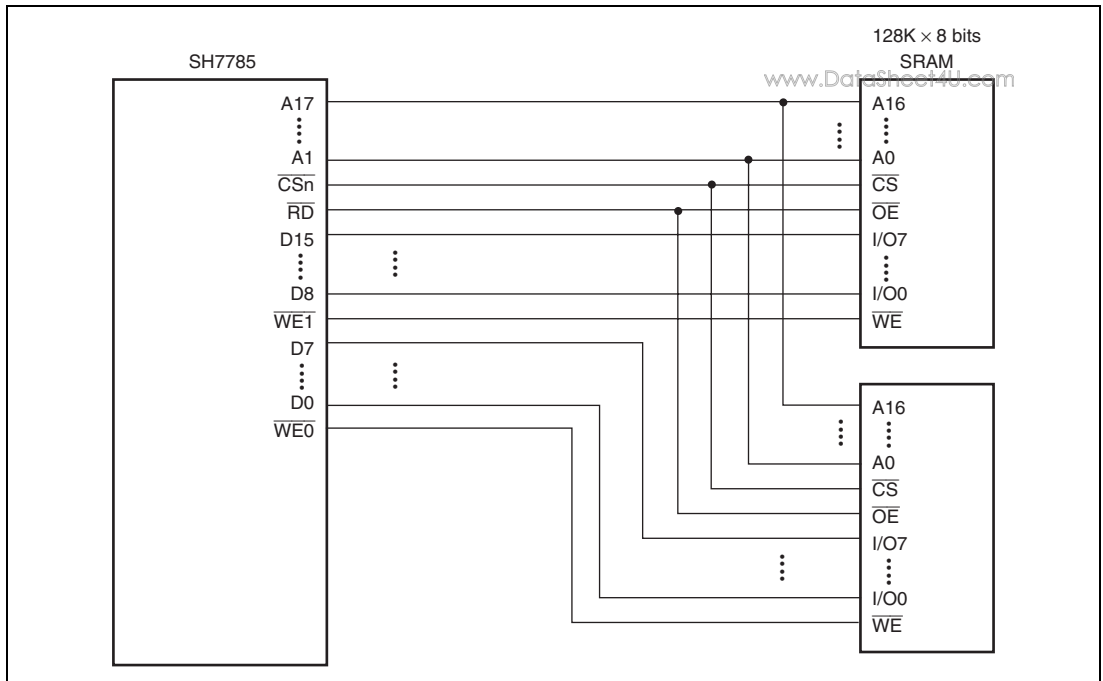 128K × 8 bits
SH7785
SRAM
www.DataSheet4U.com
A17
A1
CSn
RD
D15
D8
WE1
D7
D0
WE0
A16
A0
CS
OE
I/O7
I/O0
WE
A16
A0
CS
OE
I/O7
I/O0
WE